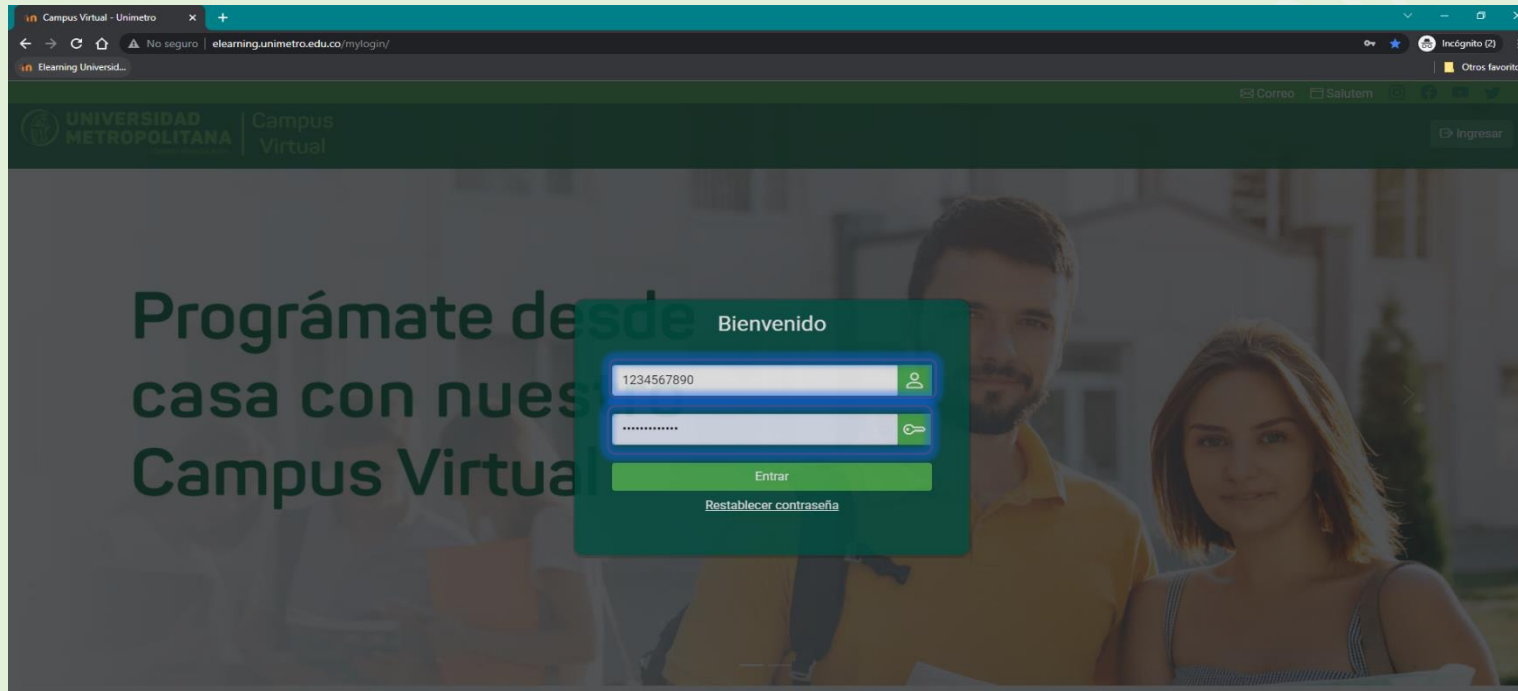 Campus Virtual - Unimetro
No seguro | elearning.unimetro.edu.co/mylogin/
Incógnito (2)
Elearning Universid...
Otros favorito
Correo Salutem
UNIVERSIDAD
METROPOLITANA
Campus
Virtual
Ingresar
Prográmate desde
casa con nuestro
Campus Virtual
Bienvenido
1234567890
•••••••••••••
Entrar
Restablecer contraseña